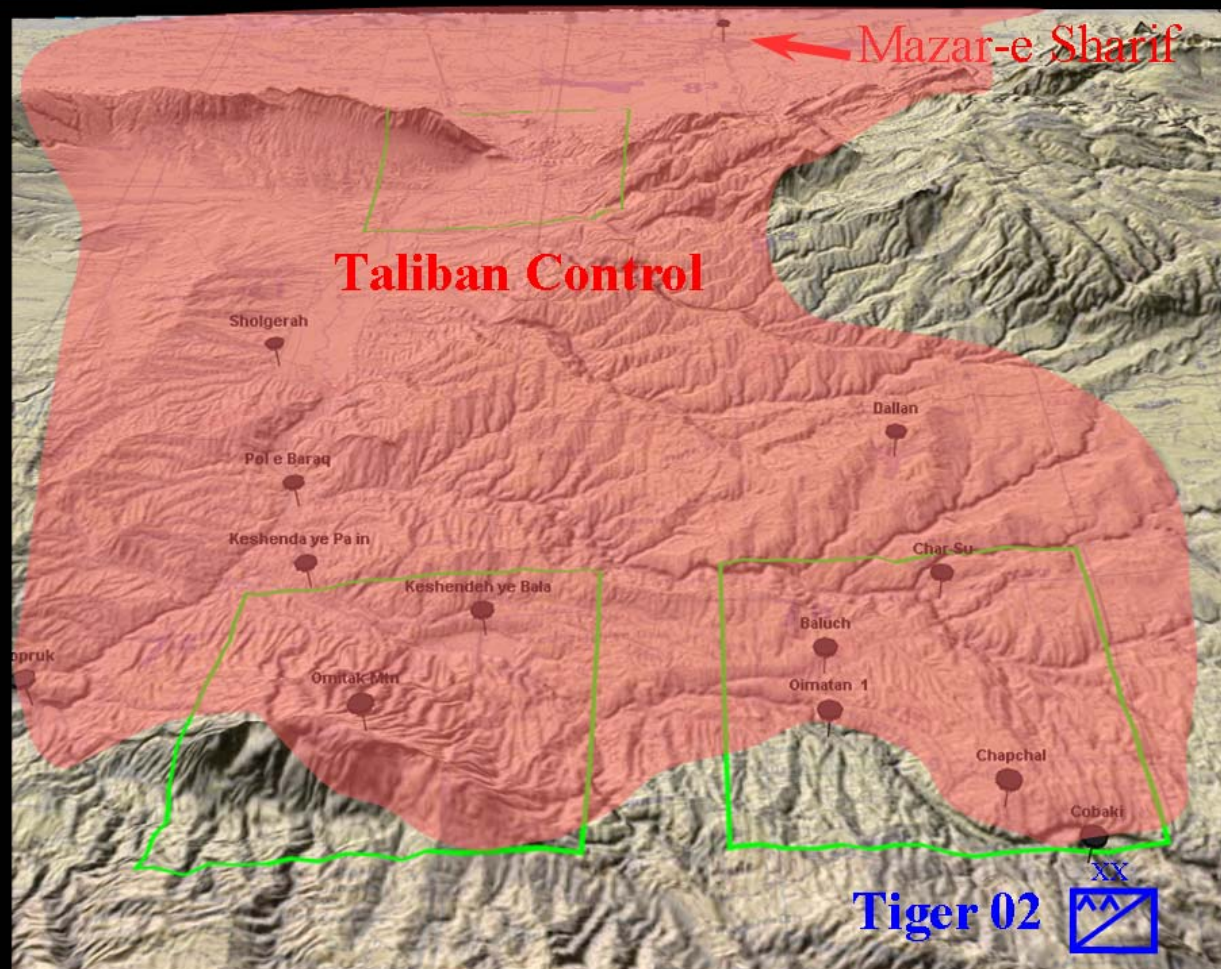 Mazar-e Sharif
Taliban Control
Sholgerah
Dallan
Pol e Baraq
Keshenda ye Pa in
Char Su
Keshendeh ye Bala
Baluch
opruk
Omitak Mtn
Oimatan 1
Chapchal
Cobaki
XX
Tiger 02